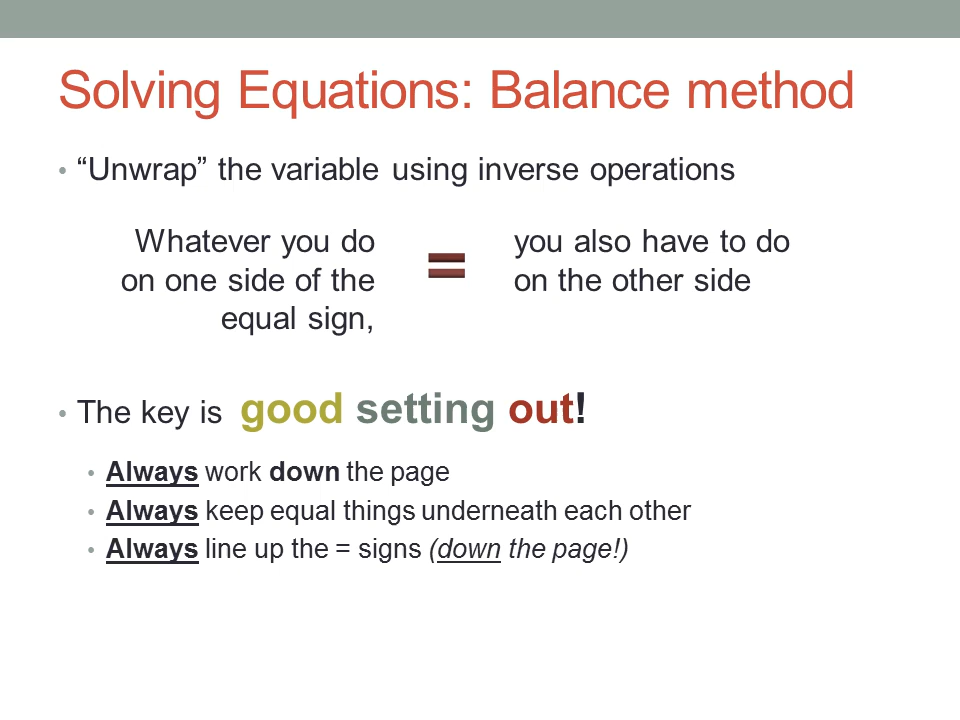 Solving Equations: Balance method
• “Unwrap” the variable using inverse operations
Whatever you do
on one side of the
equal sign,
=
you also have to do
on the other side
• The key is good setting out!
• Always work down the page
• Always keep equal things underneath each other
• Always line up the = signs (down the page!)